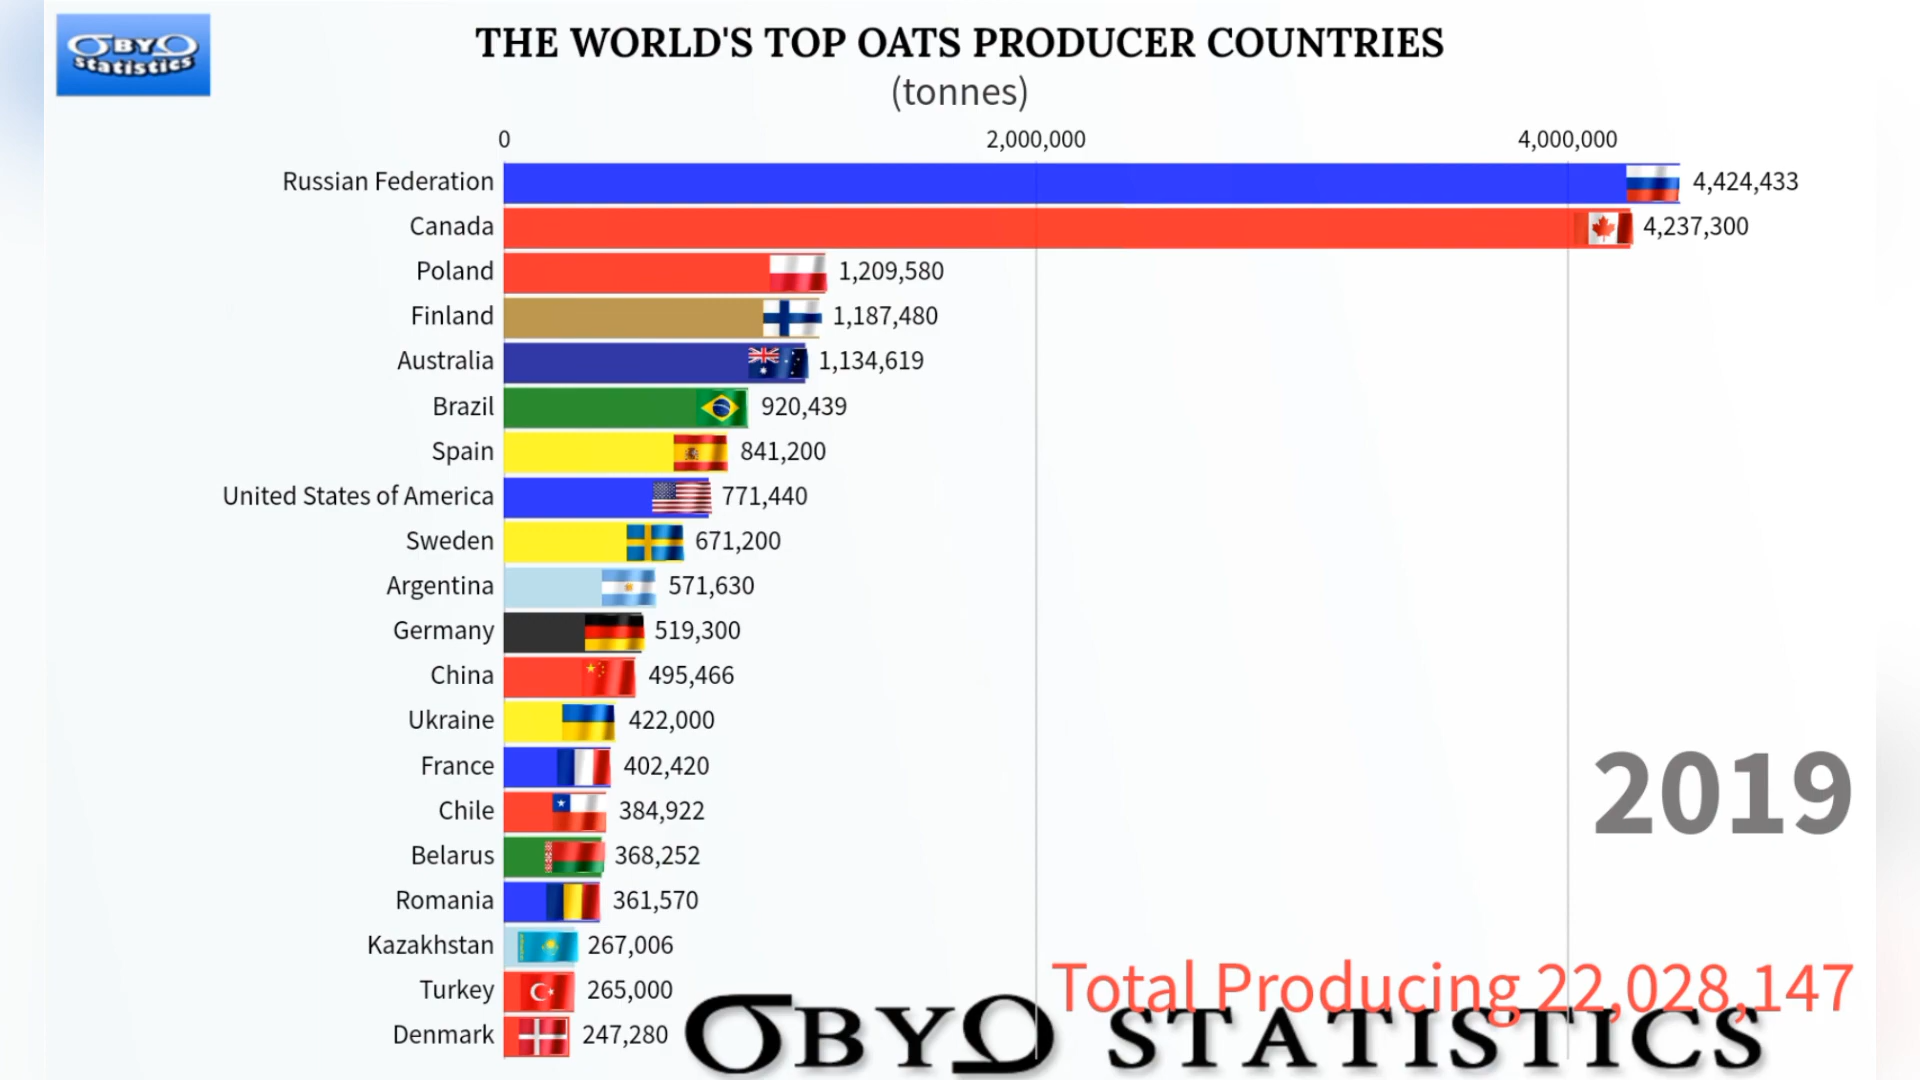 σBYΩ
statistics
THE WORLD'S TOP OATS PRODUCER COUNTRIES
(tonnes)
0 2,000,000 4,000,000
Russian Federation 4,424,433
Canada 4,237,300
Poland 1,209,580
Finland 1,187,480
Australia 1,134,619
Brazil 920,439
Spain 841,200
United States of America 771,440
Sweden 671,200
Argentina 571,630
Germany 519,300
China 495,466
Ukraine 422,000
France 402,420
Chile 384,922
Belarus 368,252
Romania 361,570
Kazakhstan 267,006
Turkey 265,000
Denmark 247,280
2019
Total Producing 22,028,147
σBYΩ STATISTICS